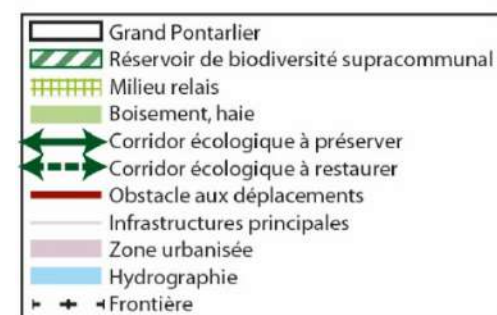 Grand Pontarlier
Réservoir de biodiversité supracommunal
Milieu relais
Boisement, haie
Corridor écologique à préserver
Corridor écologique à restaurer
Obstacle aux déplacements
Infrastructures principales
Zone urbanisée
Hydrographie
Frontière